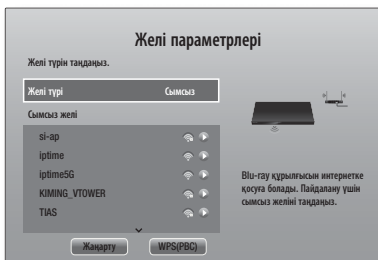 Желі параметрлері
Желі түрін таңдаңыз.
Желі түрі Сымсыз
Сымсыз желі
si-ap
iptime
iptime5G
KIMING_VTOWER
TIAS
Blu-ray құрылғысын интернетке
қосуға болады. Пайдалану үшін
сымсыз желіні таңдаңыз.
Жаңарту WPS(PBC)